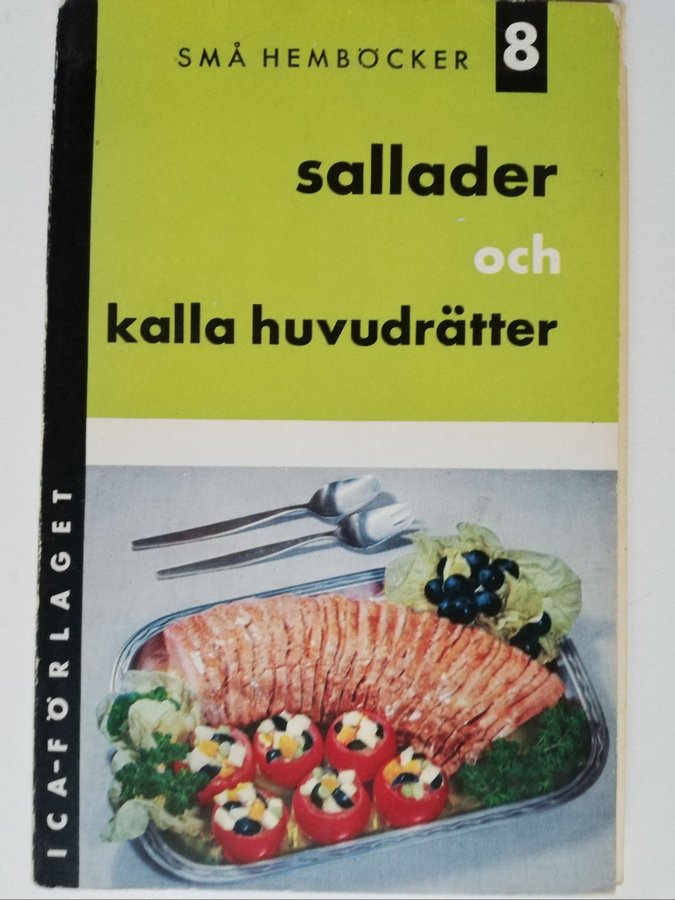 SMÅ HEMBÖCKER 8
sallader
och
kalla huvudrätter
ICA-FÖRLAGET